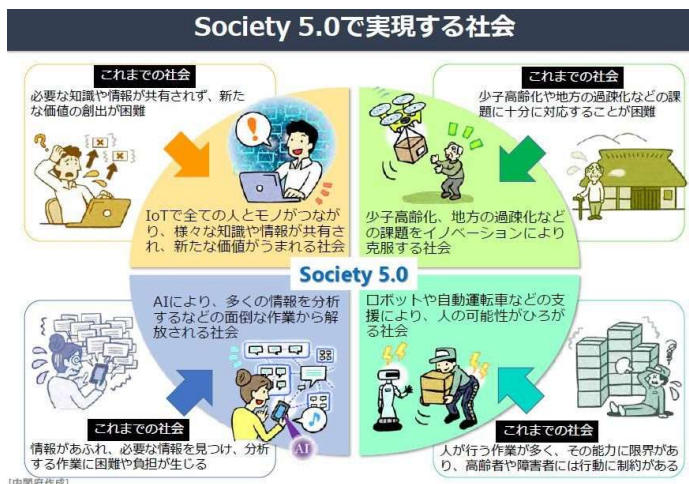 Society 5.0で実現する社会
これまでの社会
必要な知識や情報が共有されず、新た
な価値の創出が困難
IoTで全ての人とモノがつなが
り、様々な知識や情報が共有さ
れ、新たな価値がうまれる社会
これまでの社会
少子高齢化や地方の過疎化などの課
題に十分に対応することが困難
少子高齢化、地方の過疎化など
の課題をイノベーションにより
克服する社会
Society 5.0
AIにより、多くの情報を分析
するなどの面倒な作業から解
放される社会
AI
これまでの社会
情報があふれ、必要な情報を見つけ、分析
する作業に困難や負担が生じる
ロボットや自動運転車などの支
援により、人の可能性がひろが
る社会
これまでの社会
人が行う作業が多く、その能力に限界があ
り、高齢者や障害者には行動に制約がある
[内閣府作成]